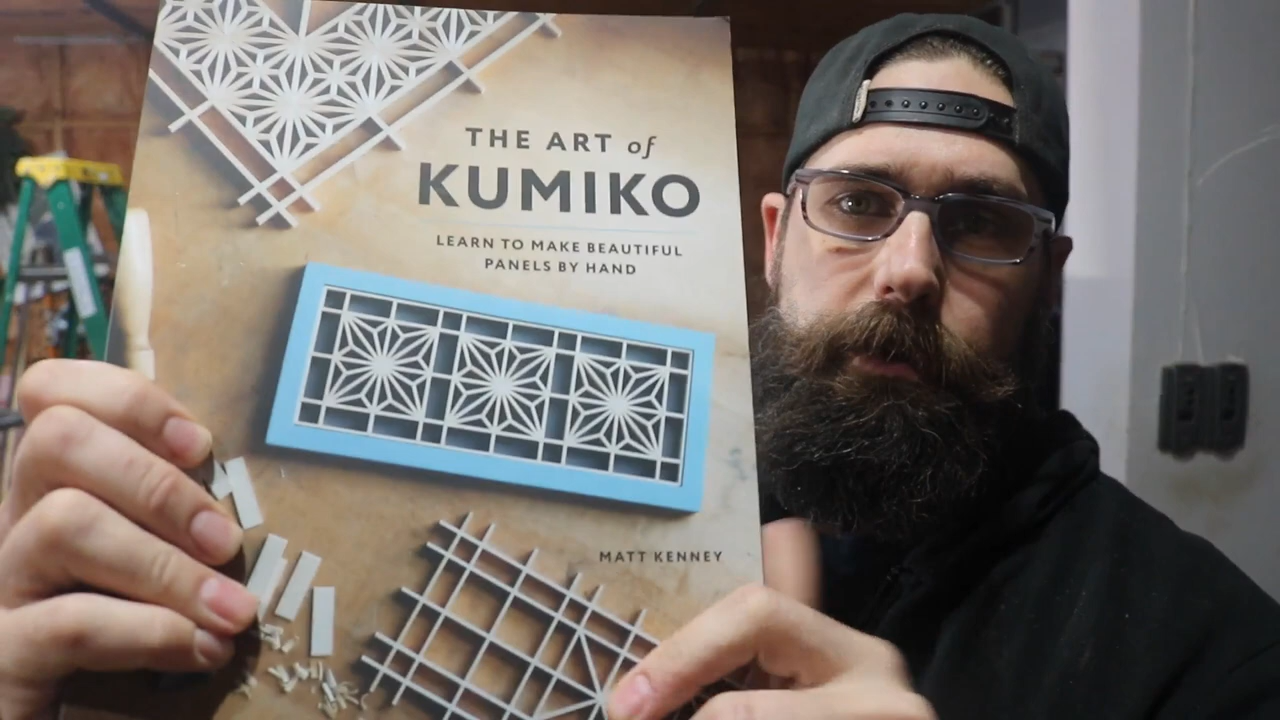 THE ART of
KUMIKO
LEARN TO MAKE BEAUTIFUL
PANELS BY HAND
MATT KENNEY